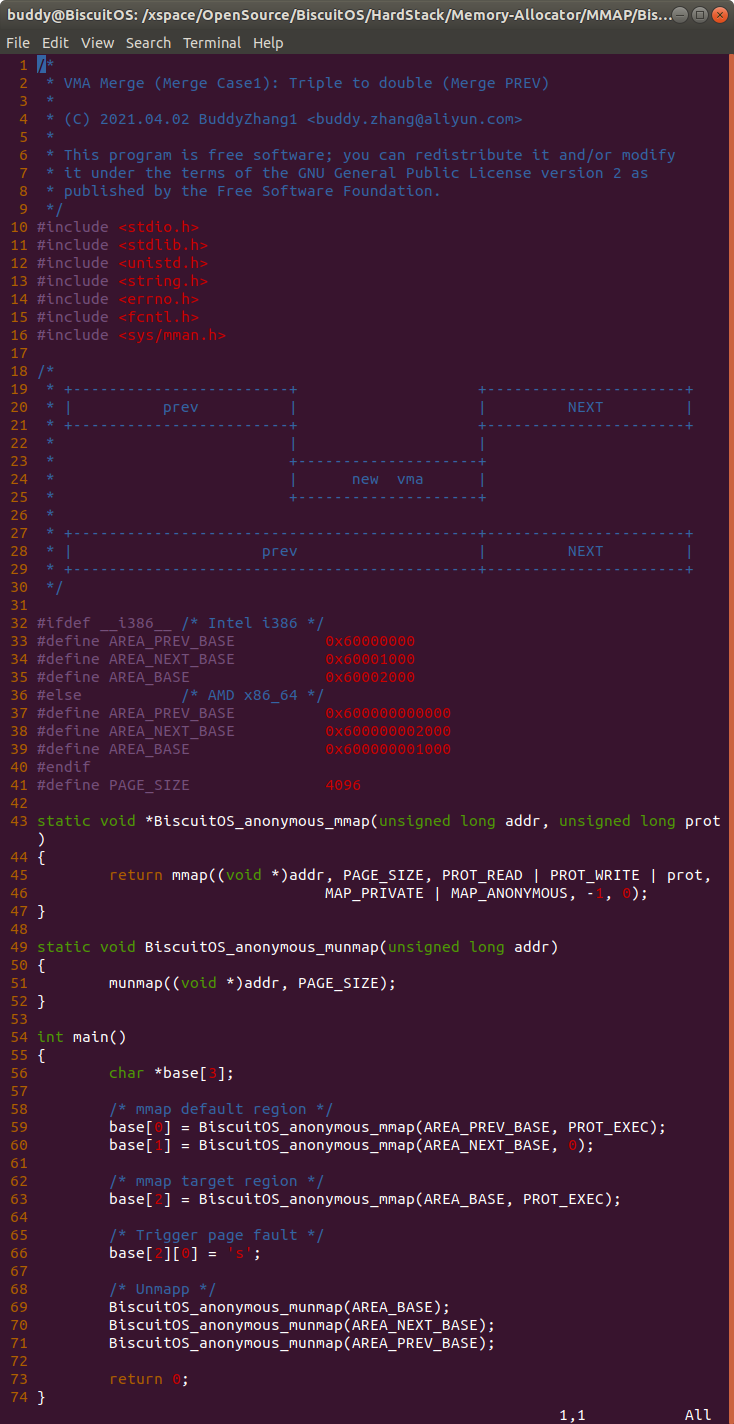 buddy@BiscuitOS: /xspace/OpenSource/BiscuitOS/HardStack/Memory-Allocator/MMAP/Bis...
File Edit View Search Terminal Help
1 /*
2  * VMA Merge (Merge Case1): Triple to double (Merge PREV)
3  *
4  * (C) 2021.04.02 BuddyZhang1 <buddy.zhang@aliyun.com>
5  *
6  * This program is free software; you can redistribute it and/or modify
7  * it under the terms of the GNU General Public License version 2 as
8  * published by the Free Software Foundation.
9  */
10 #include <stdio.h>
11 #include <stdlib.h>
12 #include <unistd.h>
13 #include <string.h>
14 #include <errno.h>
15 #include <fcntl.h>
16 #include <sys/mman.h>
17
18 /*
19  * +------------------------+                    +----------------------+
20  * |          prev          |                    |         NEXT         |
21  * +------------------------+                    +----------------------+
22  *                          |                    |
23  *                          +--------------------+
24  *                          |      new  vma      |
25  *                          +--------------------+
26  *
27  * +---------------------------------------------+----------------------+
28  * |                     prev                    |         NEXT         |
29  * +---------------------------------------------+----------------------+
30  */
31
32 #ifdef __i386__ /* Intel i386 */
33 #define AREA_PREV_BASE          0x60000000
34 #define AREA_NEXT_BASE          0x60001000
35 #define AREA_BASE               0x60002000
36 #else           /* AMD x86_64 */
37 #define AREA_PREV_BASE          0x600000000000
38 #define AREA_NEXT_BASE          0x600000002000
39 #define AREA_BASE               0x600000001000
40 #endif
41 #define PAGE_SIZE               4096
42
43 static void *BiscuitOS_anonymous_mmap(unsigned long addr, unsigned long prot
)
44 {
45         return mmap((void *)addr, PAGE_SIZE, PROT_READ | PROT_WRITE | prot,
46                                 MAP_PRIVATE | MAP_ANONYMOUS, -1, 0);
47 }
48
49 static void BiscuitOS_anonymous_munmap(unsigned long addr)
50 {
51         munmap((void *)addr, PAGE_SIZE);
52 }
53
54 int main()
55 {
56         char *base[3];
57
58         /* mmap default region */
59         base[0] = BiscuitOS_anonymous_mmap(AREA_PREV_BASE, PROT_EXEC);
60         base[1] = BiscuitOS_anonymous_mmap(AREA_NEXT_BASE, 0);
61
62         /* mmap target region */
63         base[2] = BiscuitOS_anonymous_mmap(AREA_BASE, PROT_EXEC);
64
65         /* Trigger page fault */
66         base[2][0] = 's';
67
68         /* Unmapp */
69         BiscuitOS_anonymous_munmap(AREA_BASE);
70         BiscuitOS_anonymous_munmap(AREA_NEXT_BASE);
71         BiscuitOS_anonymous_munmap(AREA_PREV_BASE);
72
73         return 0;
74 }
1,1 All